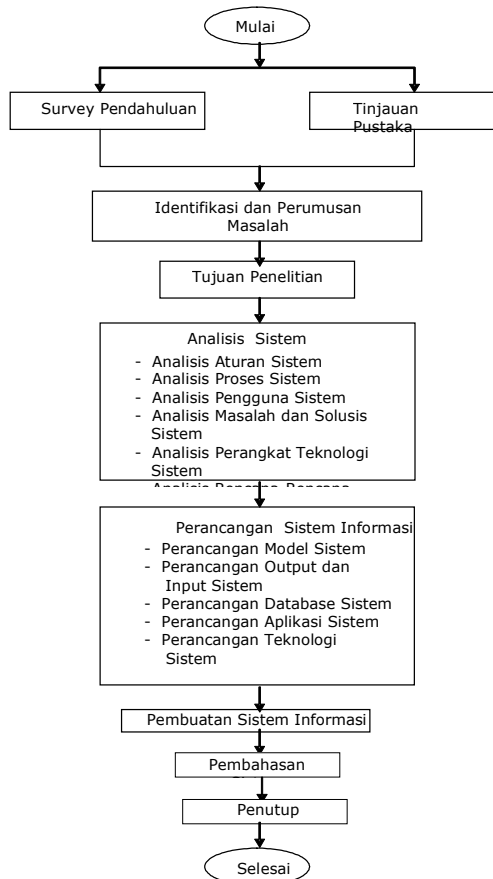 Mulai
Survey Pendahuluan
Tinjauan
Pustaka
Identifikasi dan Perumusan
Masalah
Tujuan Penelitian
Analisis Sistem
- Analisis Aturan Sistem
- Analisis Proses Sistem
- Analisis Pengguna Sistem
- Analisis Masalah dan Solusis
Sistem
- Analisis Perangkat Teknologi
Sistem
- Analisis Rencana-Rencana
Perancangan Sistem Informasi
- Perancangan Model Sistem
- Perancangan Output dan
Input Sistem
- Perancangan Database Sistem
- Perancangan Aplikasi Sistem
- Perancangan Teknologi
Sistem
Pembuatan Sistem Informasi
Pembahasan
Penutup
Selesai